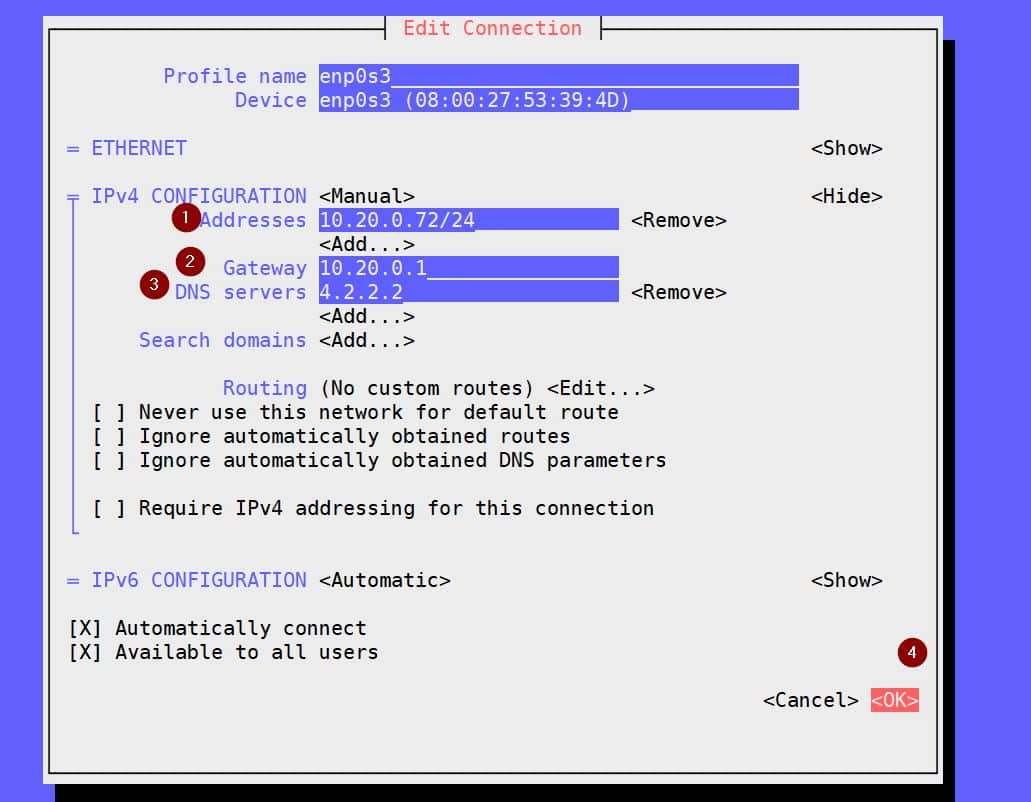 Edit Connection
Profile name enp0s3
Device enp0s3 (08:00:27:53:39:4D)
= ETHERNET <Show>
IPv4 CONFIGURATION <Manual> <Hide>
1 Addresses 10.20.0.72/24 <Remove>
<Add...>
2 Gateway 10.20.0.1
3 DNS servers 4.2.2.2 <Remove>
<Add...>
Search domains <Add...>
Routing (No custom routes) <Edit...>
[ ] Never use this network for default route
[ ] Ignore automatically obtained routes
[ ] Ignore automatically obtained DNS parameters
[ ] Require IPv4 addressing for this connection
= IPv6 CONFIGURATION <Automatic> <Show>
[X] Automatically connect
[X] Available to all users
4
<Cancel> <OK>